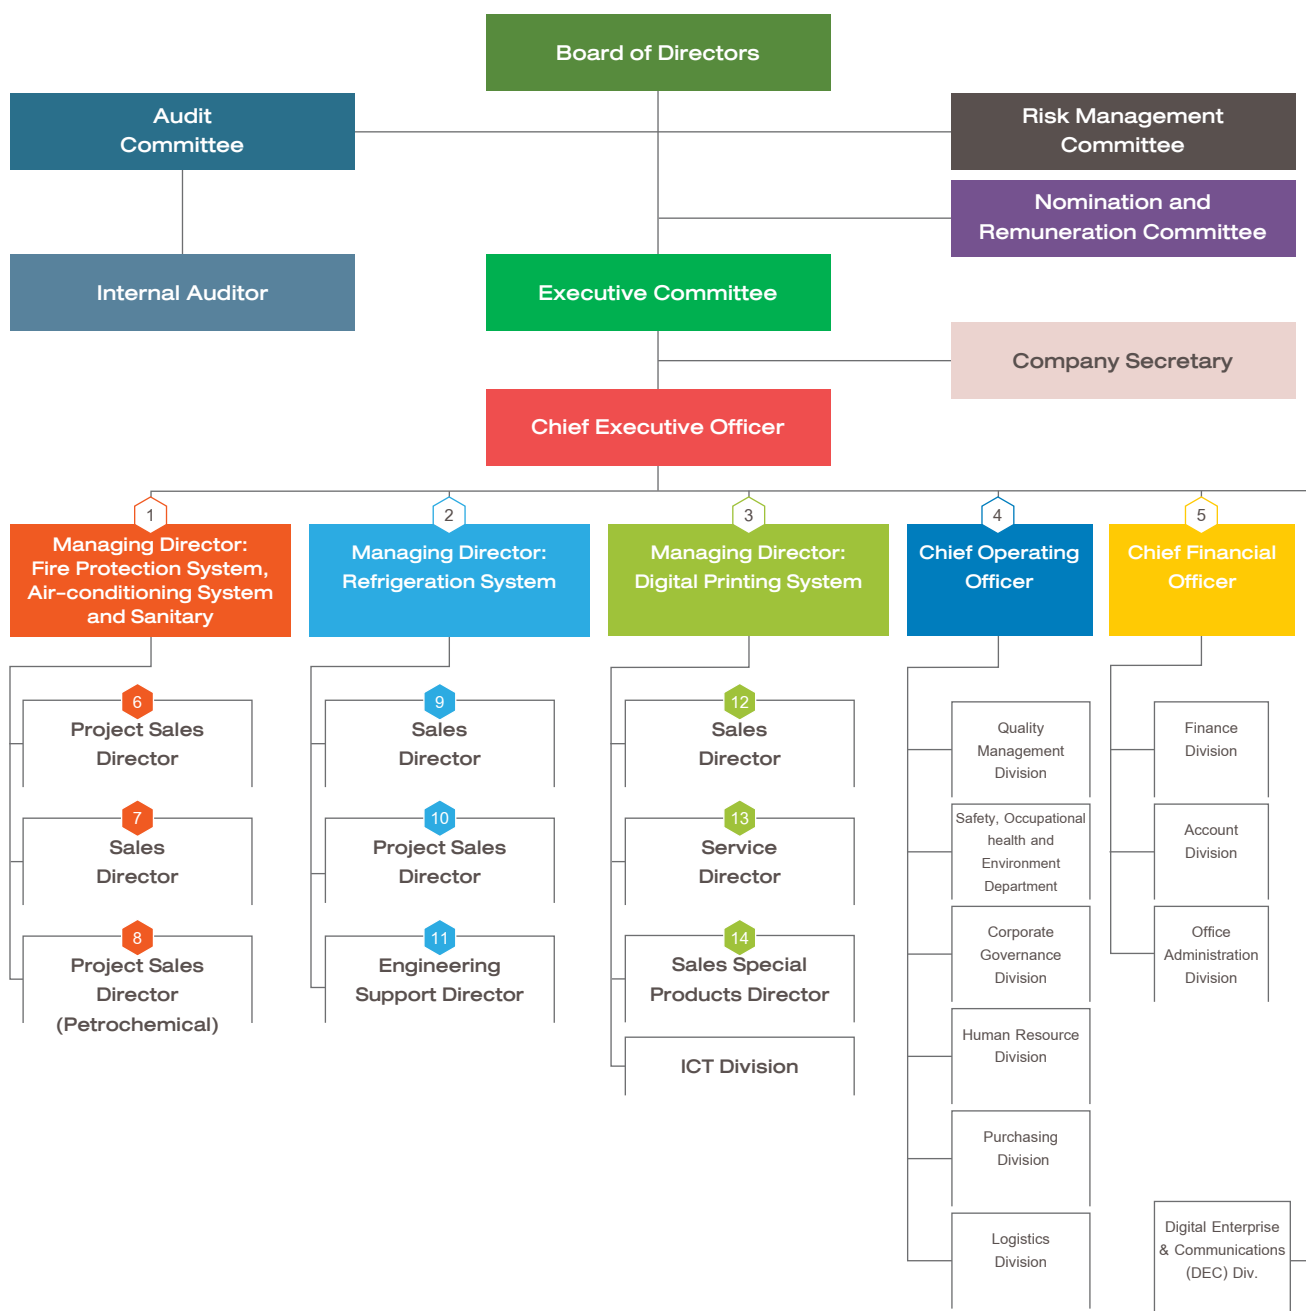 Board of Directors
Audit
Committee
Risk Management
Committee
Nomination and
Remuneration Committee
Internal Auditor
Executive Committee
Company Secretary
Chief Executive Officer
1
Managing Director:
Fire Protection System,
Air-conditioning System
and Sanitary
2
Managing Director:
Refrigeration System
3
Managing Director:
Digital Printing System
4
Chief Operating
Officer
5
Chief Financial
Officer
6
Project Sales
Director
7
Sales
Director
8
Project Sales
Director
(Petrochemical)
9
Sales
Director
10
Project Sales
Director
11
Engineering
Support Director
12
Sales
Director
13
Service
Director
14
Sales Special
Products Director
ICT Division
Quality
Management
Division
Safety, Occupational
health and
Environment
Department
Corporate
Governance
Division
Human Resource
Division
Purchasing
Division
Logistics
Division
Finance
Division
Account
Division
Office
Administration
Division
Digital Enterprise
& Communications
(DEC) Div.